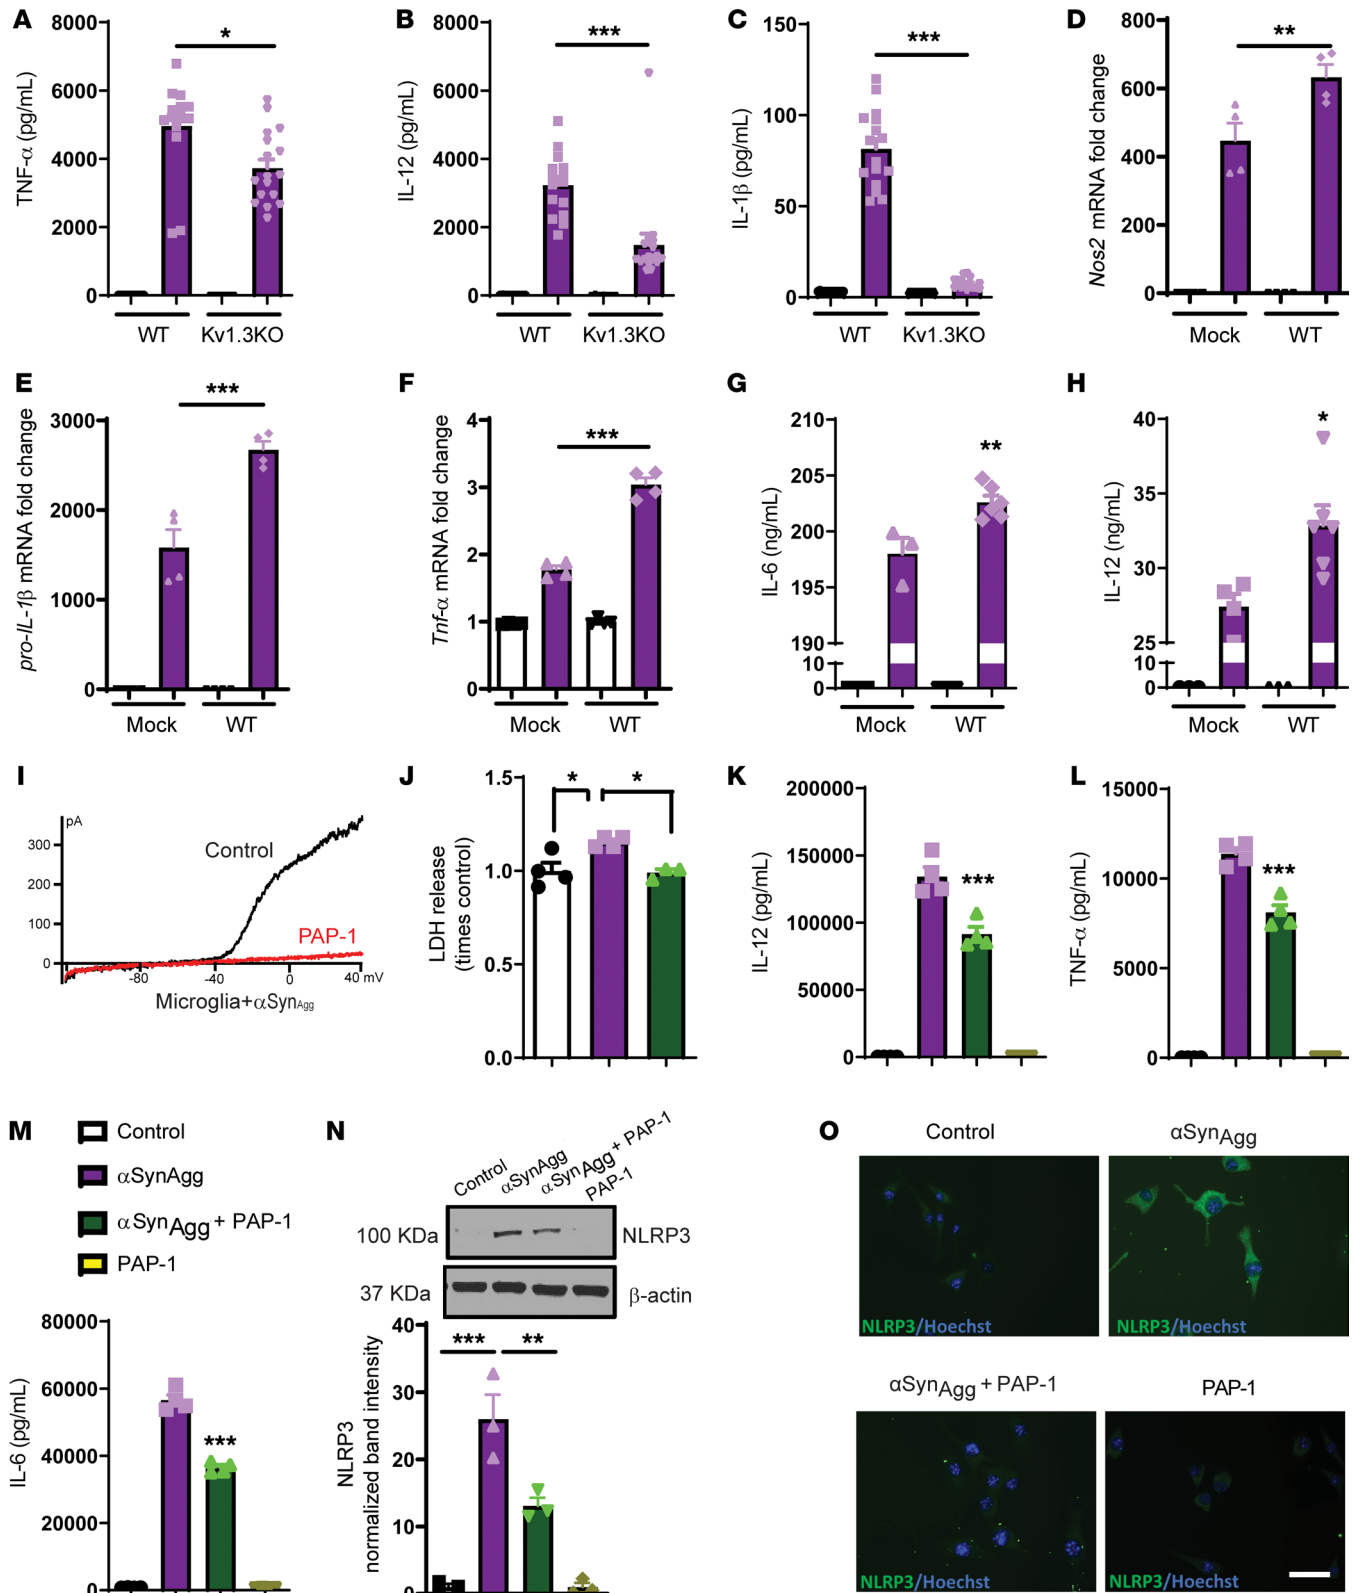 A
TNF-α (pg/mL)
8000
6000
4000
2000
0
*
WT
Kv1.3KO
B
IL-12 (pg/mL)
8000
6000
4000
2000
0
***
WT
Kv1.3KO
C
IL-1β (pg/mL)
150
100
50
0
***
WT
Kv1.3KO
D
Nos2 mRNA fold change
800
600
400
200
0
**
Mock
WT
E
pro-IL-1β mRNA fold change
3000
2000
1000
0
***
Mock
WT
F
Tnf-α mRNA fold change
4
3
2
1
0
***
Mock
WT
G
IL-6 (ng/mL)
210
205
200
195
190
10
0
**
Mock
WT
H
IL-12 (ng/mL)
40
35
30
25
10
0
*
Mock
WT
I
pA
300
200
100
0
-80
-40
0
40 mV
Control
PAP-1
Microglia+αSynAgg
J
LDH release
(times control)
1.5
1.0
0.5
0.0
*
*
K
IL-12 (pg/mL)
200000
150000
100000
50000
0
***
L
TNF-α (pg/mL)
15000
10000
5000
0
***
M
Control
αSynAgg
αSynAgg + PAP-1
PAP-1
IL-6 (pg/mL)
80000
60000
40000
20000
0
***
N
Control
αSynAgg
αSynAgg + PAP-1
PAP-1
100 KDa
NLRP3
37 KDa
β-actin
NLRP3
normalized band intensity
40
30
20
10
0
***
**
O
Control
αSynAgg
NLRP3/Hoechst
NLRP3/Hoechst
αSynAgg + PAP-1
PAP-1
NLRP3/Hoechst
NLRP3/Hoechst